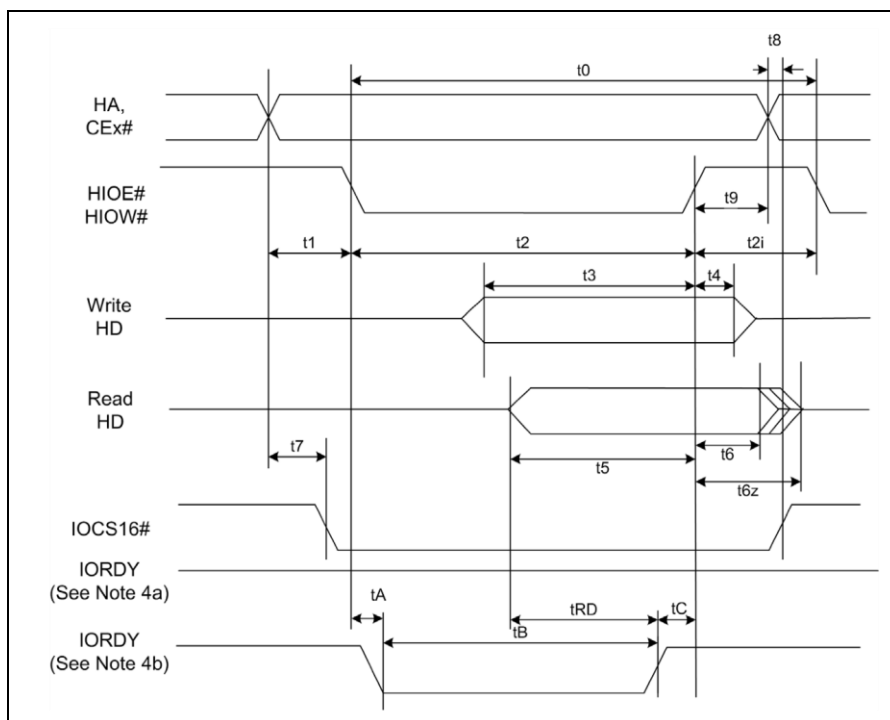 t8
t0
HA,
CEx#
HIOE#
HIOW#
t9
t1
t2
t2i
t3
t4
Write
HD
Read
HD
t7
t5
t6
t6z
IOCS16#
IORDY
(See Note 4a)
tA
tRD
tC
tB
IORDY
(See Note 4b)